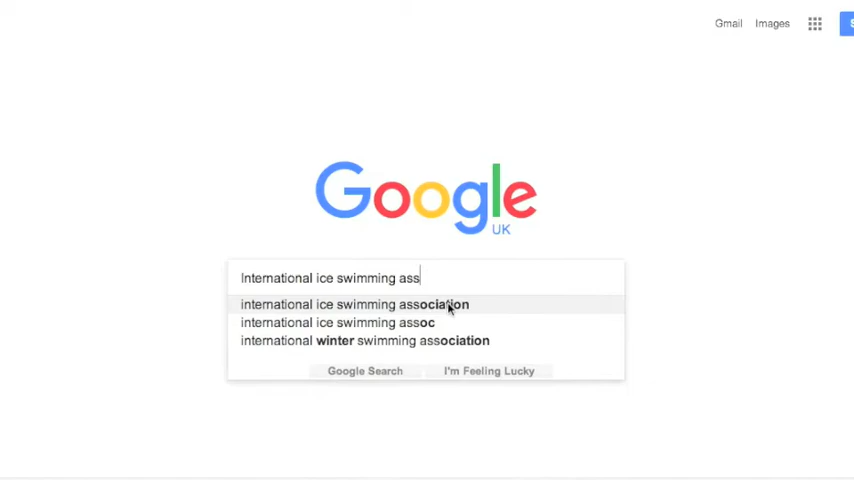 Gmail Images
Google
UK
International ice swimming ass
international ice swimming association
international ice swimming assoc
international winter swimming association
Google Search I'm Feeling Lucky